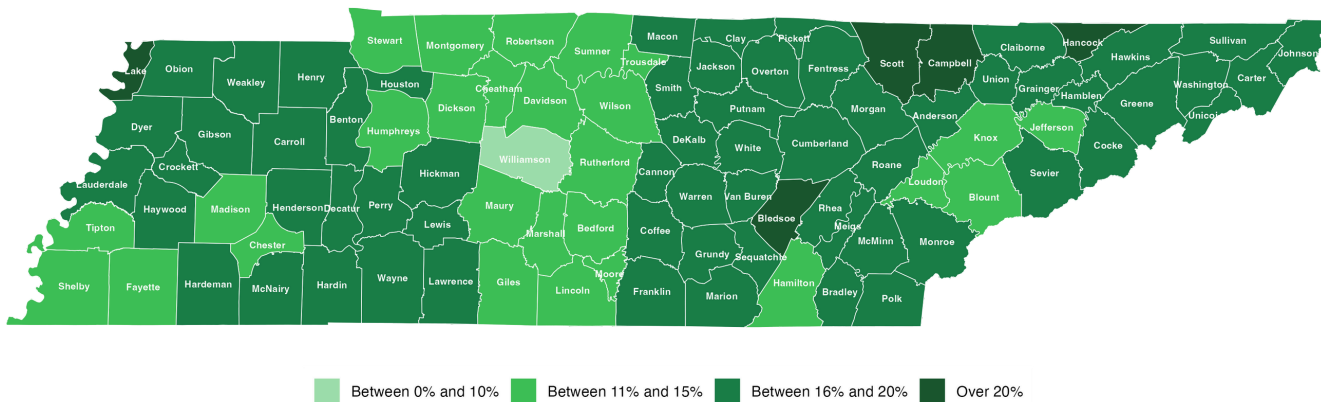 Stewart
Montgomery
Robertson
Sumner
Macon
Clay
Pickett
Trousdale
Lake
Obion
Weakley
Henry
Houston
Cheatham
Dickson
Davidson
Wilson
Smith
Jackson
Overton
Fentress
Scott
Campbell
Claiborne
Hancock
Hawkins
Sullivan
Johnson
Union
Grainger
Hamblen
Washington
Carter
Greene
Unicoi
Dyer
Gibson
Carroll
Benton
Humphreys
Williamson
Rutherford
DeKalb
Putnam
White
Cumberland
Morgan
Anderson
Knox
Jefferson
Cocke
Crockett
Lauderdale
Haywood
Madison
Henderson
Decatur
Perry
Hickman
Lewis
Maury
Marshall
Bedford
Cannon
Coffee
Warren
Van Buren
Bledsoe
Rhea
Meigs
Roane
Loudon
Blount
Sevier
Tipton
Chester
Shelby
Fayette
Hardeman
McNairy
Hardin
Wayne
Lawrence
Giles
Lincoln
Moore
Franklin
Grundy
Sequatchie
Marion
Hamilton
Bradley
McMinn
Monroe
Polk
Between 0% and 10%
Between 11% and 15%
Between 16% and 20%
Over 20%